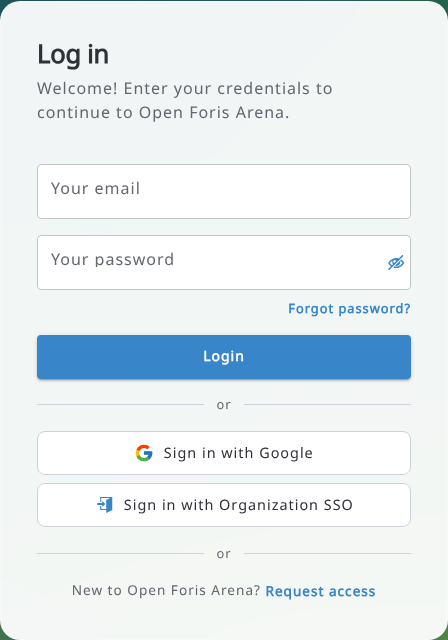 Log in
Welcome! Enter your credentials to
continue to Open Foris Arena.
Your email
Your password
Forgot password?
Login
or
Sign in with Google
Sign in with Organization SSO
or
New to Open Foris Arena? Request access